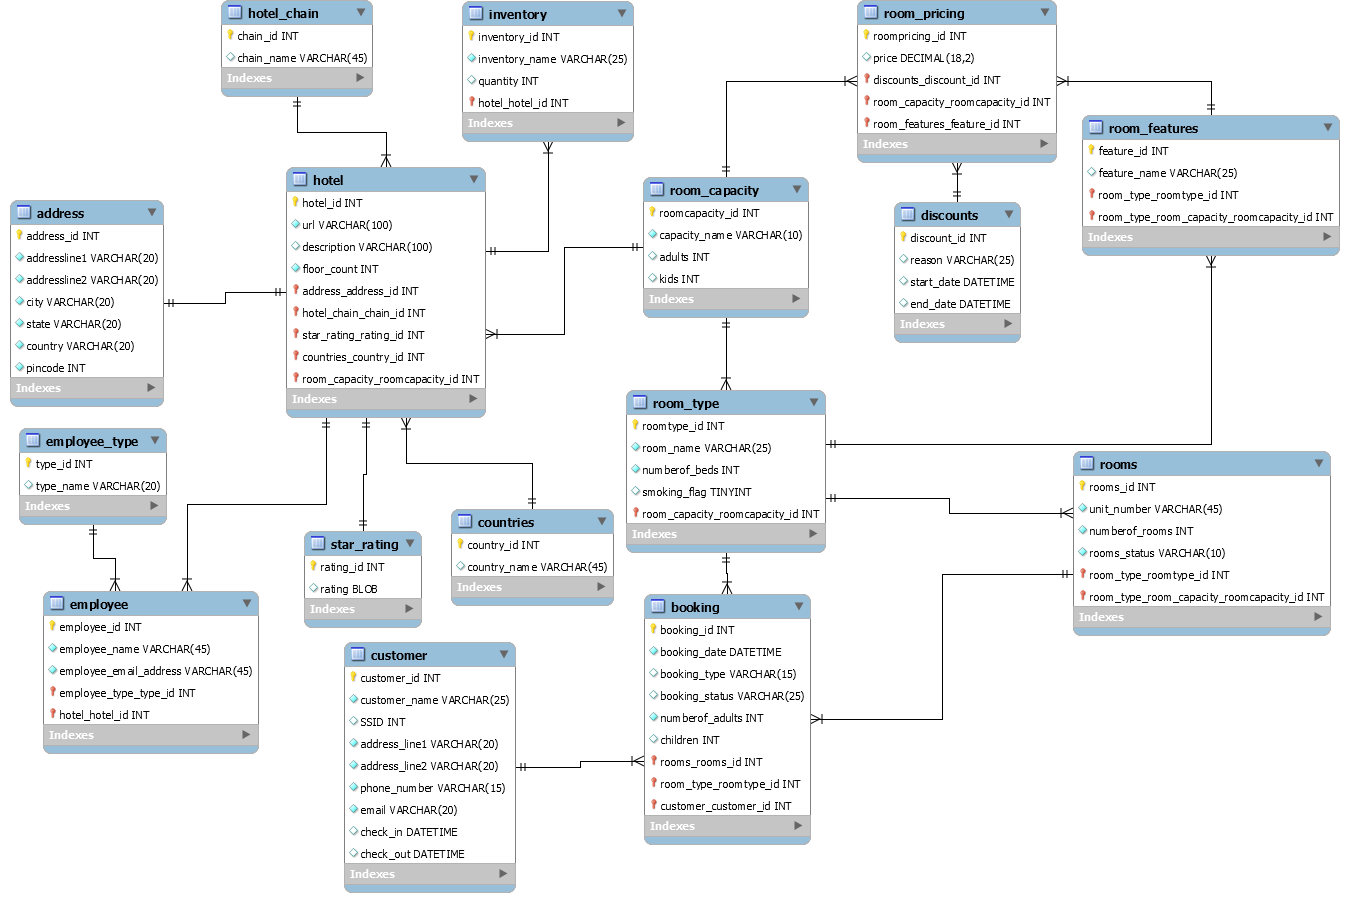 hotel_chain
chain_id INT
chain_name VARCHAR(45)
Indexes
inventory
inventory_id INT
inventory_name VARCHAR(25)
quantity INT
hotel_hotel_id INT
Indexes
room_pricing
roompricing_id INT
price DECIMAL(18,2)
discounts_discount_id INT
room_capacity_roomcapacity_id INT
room_features_feature_id INT
Indexes
room_features
feature_id INT
feature_name VARCHAR(25)
room_type_roomtype_id INT
room_type_room_capacity_roomcapacity_id INT
Indexes
address
address_id INT
addressline1 VARCHAR(20)
addressline2 VARCHAR(20)
city VARCHAR(20)
state VARCHAR(20)
country VARCHAR(20)
pincode INT
Indexes
hotel
hotel_id INT
url VARCHAR(100)
description VARCHAR(100)
floor_count INT
address_address_id INT
hotel_chain_chain_id INT
star_rating_rating_id INT
countries_country_id INT
room_capacity_roomcapacity_id INT
Indexes
room_capacity
roomcapacity_id INT
capacity_name VARCHAR(10)
adults INT
kids INT
Indexes
discounts
discount_id INT
reason VARCHAR(25)
start_date DATETIME
end_date DATETIME
Indexes
employee_type
type_id INT
type_name VARCHAR(20)
Indexes
room_type
roomtype_id INT
room_name VARCHAR(25)
numberof_beds INT
smoking_flag TINYINT
room_capacity_roomcapacity_id INT
Indexes
rooms
rooms_id INT
unit_number VARCHAR(45)
numberof_rooms INT
rooms_status VARCHAR(10)
room_type_roomtype_id INT
room_type_room_capacity_roomcapacity_id INT
Indexes
star_rating
rating_id INT
rating BLOB
Indexes
countries
country_id INT
country_name VARCHAR(45)
Indexes
employee
employee_id INT
employee_name VARCHAR(45)
employee_email_address VARCHAR(45)
employee_type_type_id INT
hotel_hotel_id INT
Indexes
customer
customer_id INT
customer_name VARCHAR(25)
SSID INT
address_line1 VARCHAR(20)
address_line2 VARCHAR(20)
phone_number VARCHAR(15)
email VARCHAR(20)
check_in DATETIME
check_out DATETIME
Indexes
booking
booking_id INT
booking_date DATETIME
booking_type VARCHAR(15)
booking_status VARCHAR(25)
numberof_adults INT
children INT
rooms_rooms_id INT
room_type_roomtype_id INT
customer_customer_id INT
Indexes